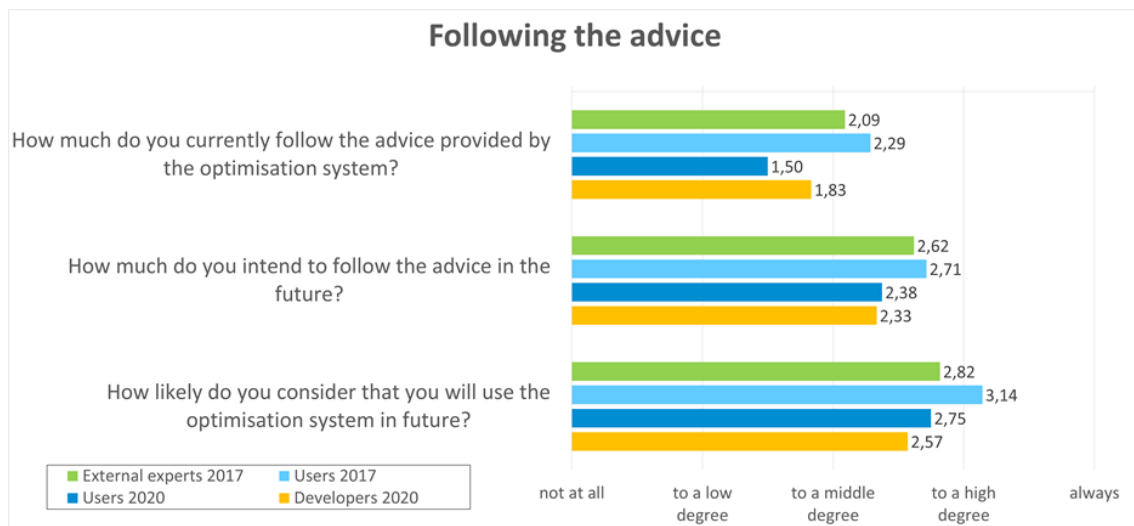 Following the advice
How much do you currently follow the advice provided by
the optimisation system?
2,09
2,29
1,50
1,83
How much do you intend to follow the advice in the
future?
2,62
2,71
2,38
2,33
How likely do you consider that you will use the
optimisation system in future?
2,82
3,14
2,75
2,57
External experts 2017 Users 2017
Users 2020 Developers 2020
not at all to a low to a middle to a high always
degree degree degree